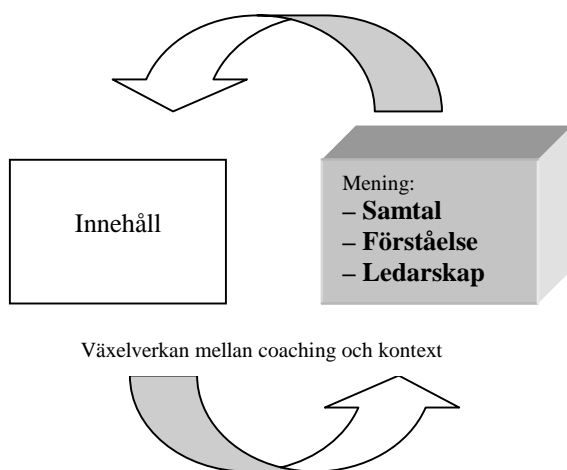 Innehåll
Mening:
– Samtal
– Förståelse
– Ledarskap
Växelverkan mellan coaching och kontext